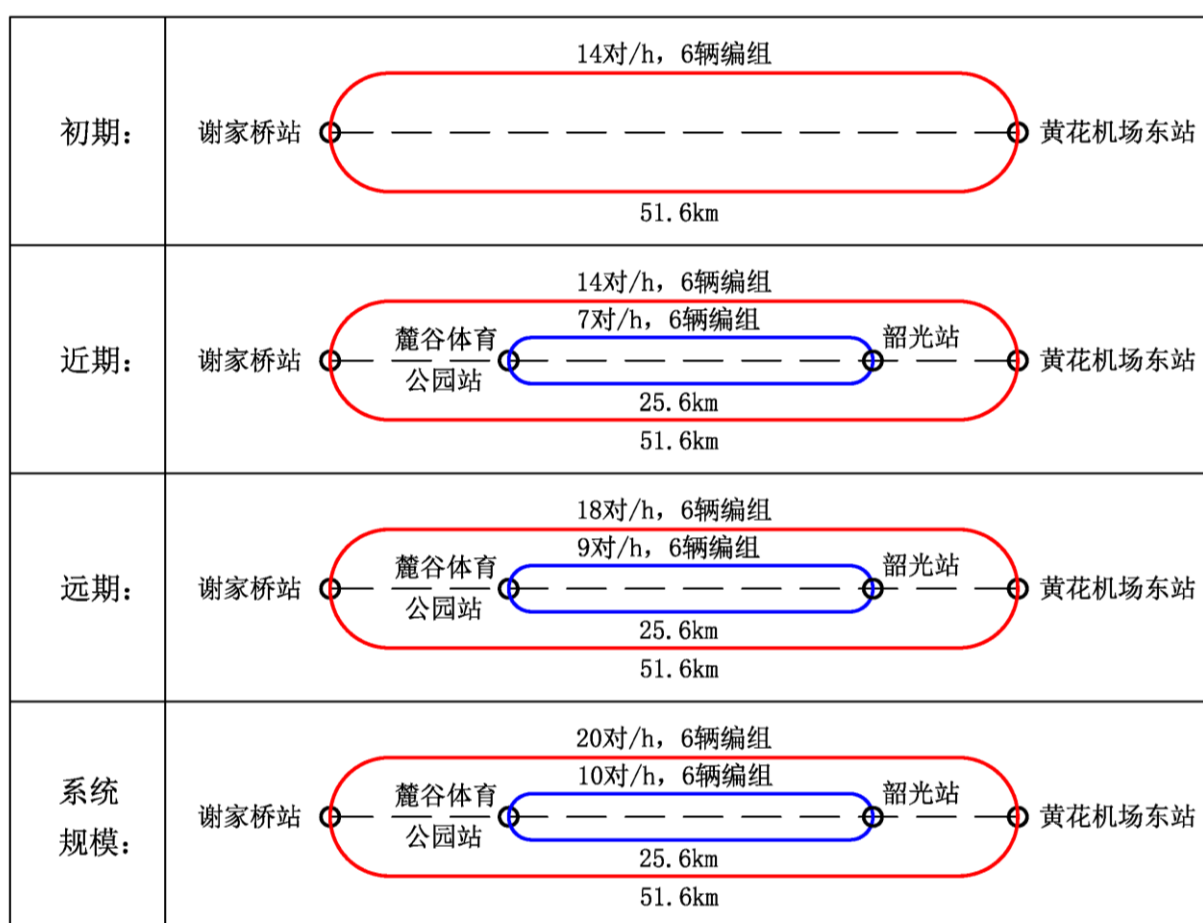 14对/h，6辆编组
初期：
谢家桥站
黄花机场东站
51.6km
14对/h，6辆编组
7对/h，6辆编组
近期：
谢家桥站
麓谷体育
公园站
韶光站
黄花机场东站
25.6km
51.6km
18对/h，6辆编组
9对/h，6辆编组
远期：
谢家桥站
麓谷体育
公园站
韶光站
黄花机场东站
25.6km
51.6km
20对/h，6辆编组
10对/h，6辆编组
系统
规模：
谢家桥站
麓谷体育
公园站
韶光站
黄花机场东站
25.6km
51.6km